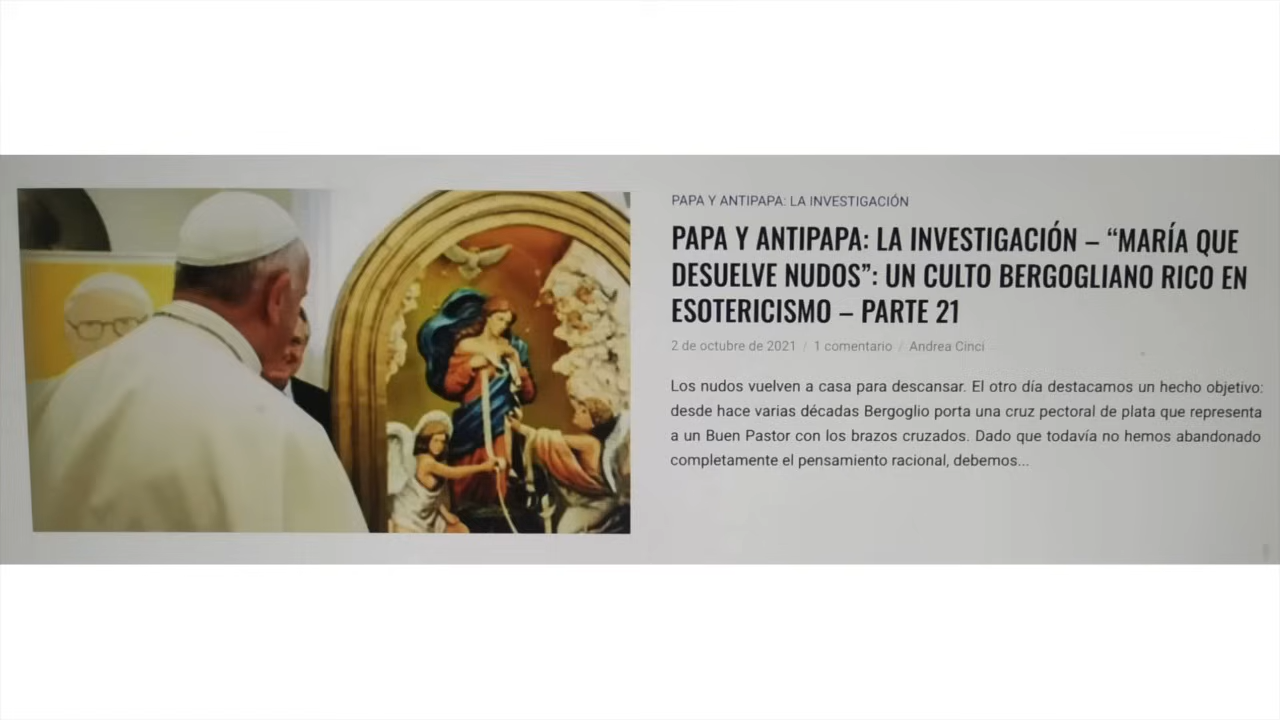 PAPA Y ANTIPAPA: LA INVESTIGACIÓN
PAPA Y ANTIPAPA: LA INVESTIGACIÓN – “MARÍA QUE
DESUELVE NUDOS”: UN CULTO BERGOGLIANO RICO EN
ESOTERICISMO – PARTE 21
2 de octubre de 2021 / 1 comentario / Andrea Cinci
Los nudos vuelven a casa para descansar. El otro día destacamos un hecho objetivo:
desde hace varias décadas Bergoglio porta una cruz pectoral de plata que representa
a un Buen Pastor con los brazos cruzados. Dado que todavía no hemos abandonado
completamente el pensamiento racional, debemos...